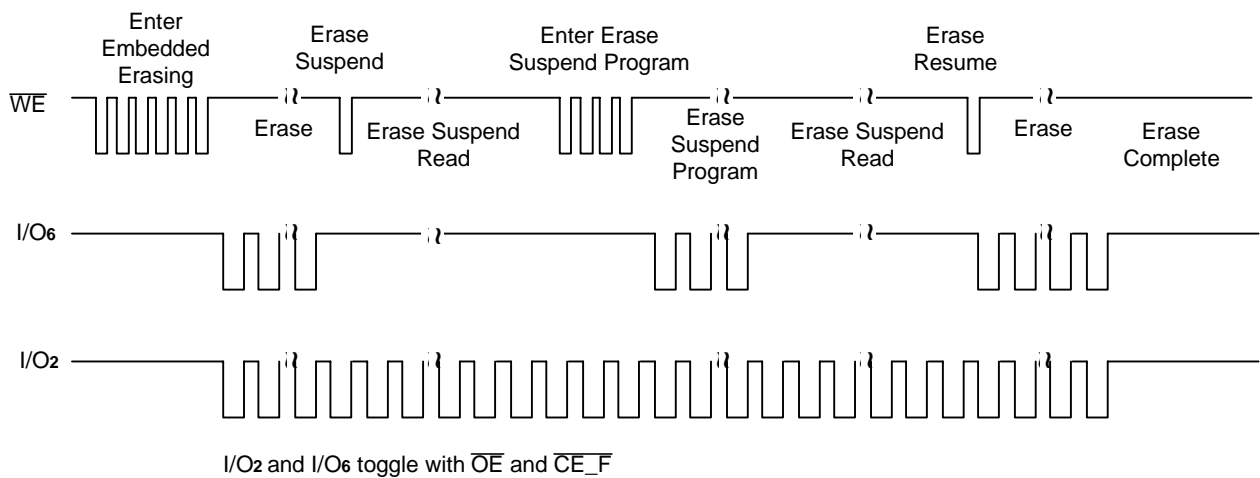 Enter
Embedded
Erasing
Erase
Suspend
Enter Erase
Suspend Program
Erase
Resume
WE
Erase
Erase Suspend
Read
Erase
Suspend
Program
Erase Suspend
Read
Erase
Erase
Complete
I/O6
I/O2
I/O2 and I/O6 toggle with OE and CE_F